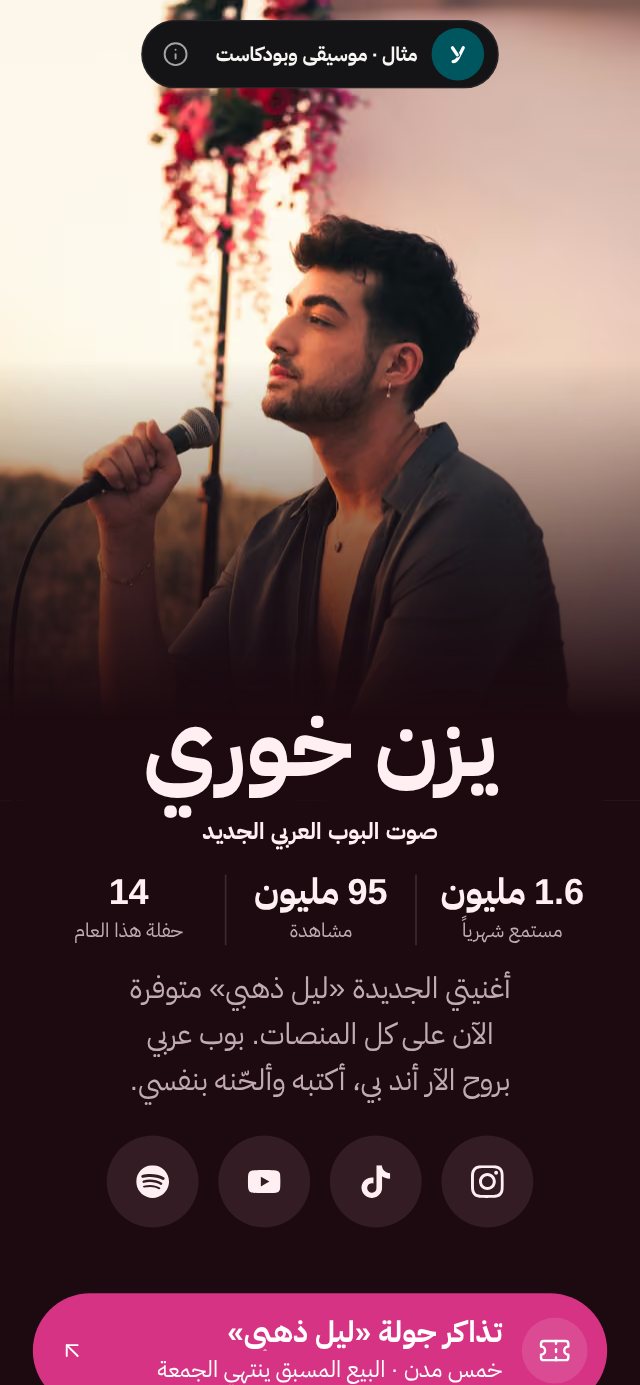 مثال · موسيقى وبودكاست
يزن خوري
صوت البوب العربي الجديد
1.6 مليون
مستمع شهرياً
95 مليون
مشاهدة
14
حفلة هذا العام
أغنيتي الجديدة «ليل ذهبي» متوفرة
الآن على كل المنصات. بوب عربي
بروح الآر أند بي، أكتبه وألحّنه بنفسي.
تذاكر جولة «ليل ذهبي»
خمس مدن · البيع المسبق ينتهي الجمعة